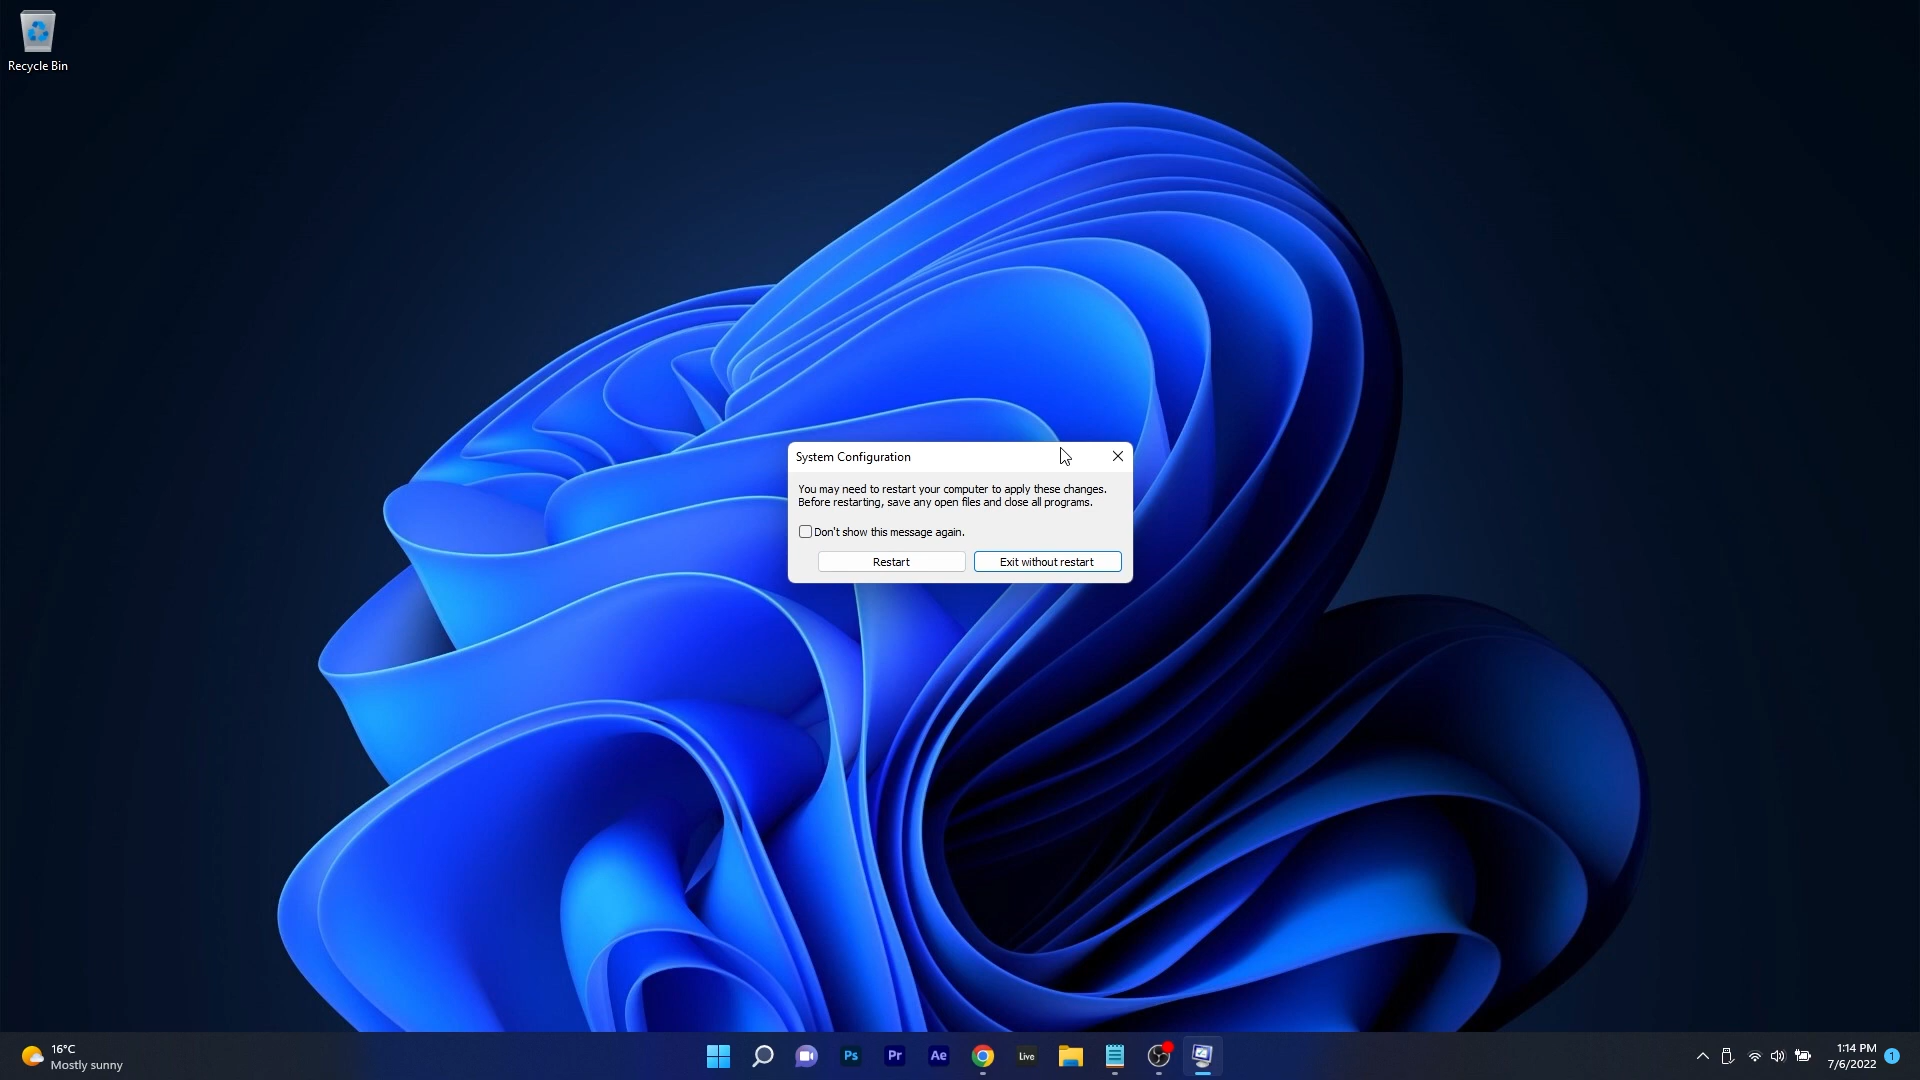 Recycle Bin
System Configuration
You may need to restart your computer to apply these changes.
Before restarting, save any open files and close all programs.
Don't show this message again.
Restart
Exit without restart
16°C
Mostly sunny
Ps
Pr
Ae
Live
1:14 PM
7/6/2022
1